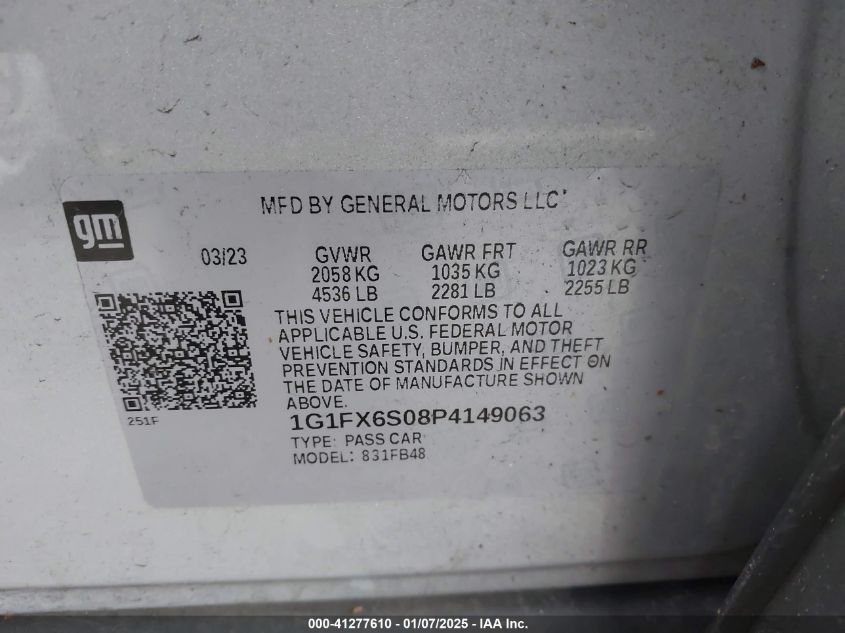 MFD BY GENERAL MOTORS LLC
gm
03/23 GVWR GAWR FRT GAWR RR
2058 KG 1035 KG 1023 KG
4536 LB 2281 LB 2255 LB
THIS VEHICLE CONFORMS TO ALL
APPLICABLE U.S. FEDERAL MOTOR
VEHICLE SAFETY, BUMPER, AND THEFT
PREVENTION STANDARDS IN EFFECT ON
THE DATE OF MANUFACTURE SHOWN
ABOVE.
251F
1G1FX6S08P4149063
TYPE: PASS CAR
MODEL: 831FB48
000-41277610 - 01/07/2025 - IAA Inc.